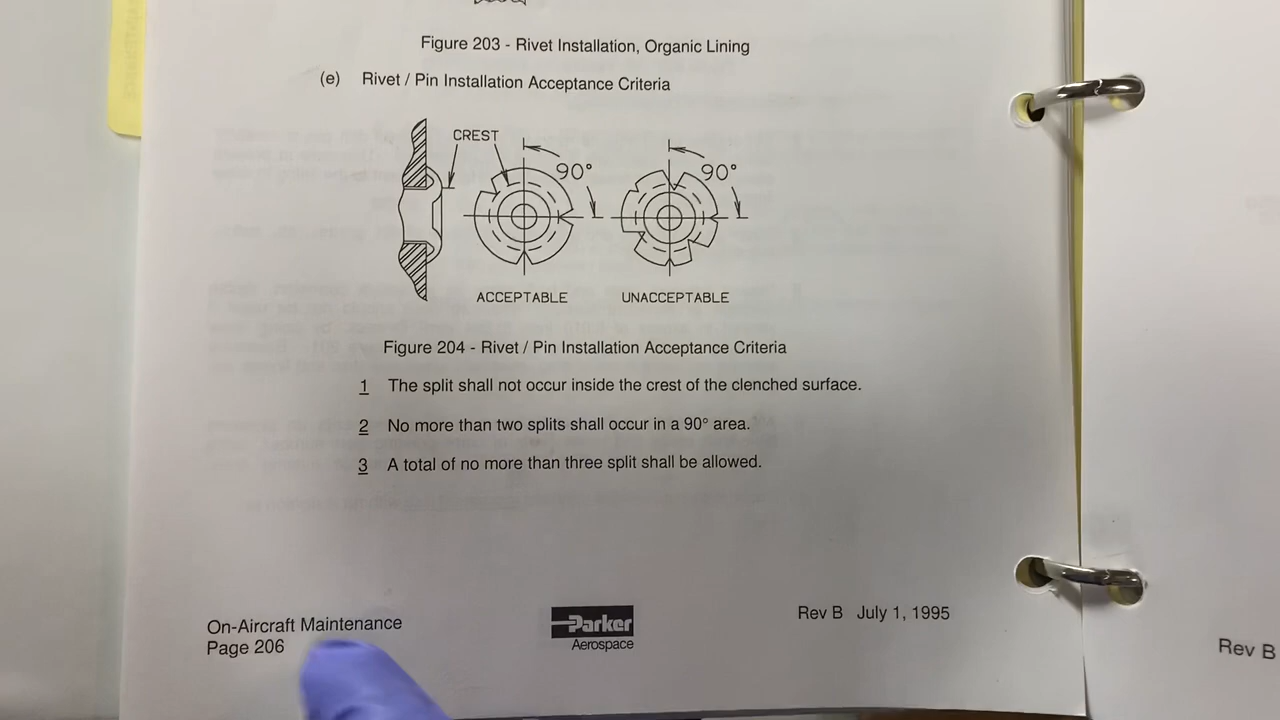 Figure 203 - Rivet Installation, Organic Lining
(e) Rivet / Pin Installation Acceptance Criteria
CREST
90°
90°
ACCEPTABLE
UNACCEPTABLE
Figure 204 - Rivet / Pin Installation Acceptance Criteria
1 The split shall not occur inside the crest of the clenched surface.
2 No more than two splits shall occur in a 90° area.
3 A total of no more than three split shall be allowed.
On-Aircraft Maintenance
Page 206
Parker
Aerospace
Rev B July 1, 1995
Rev B